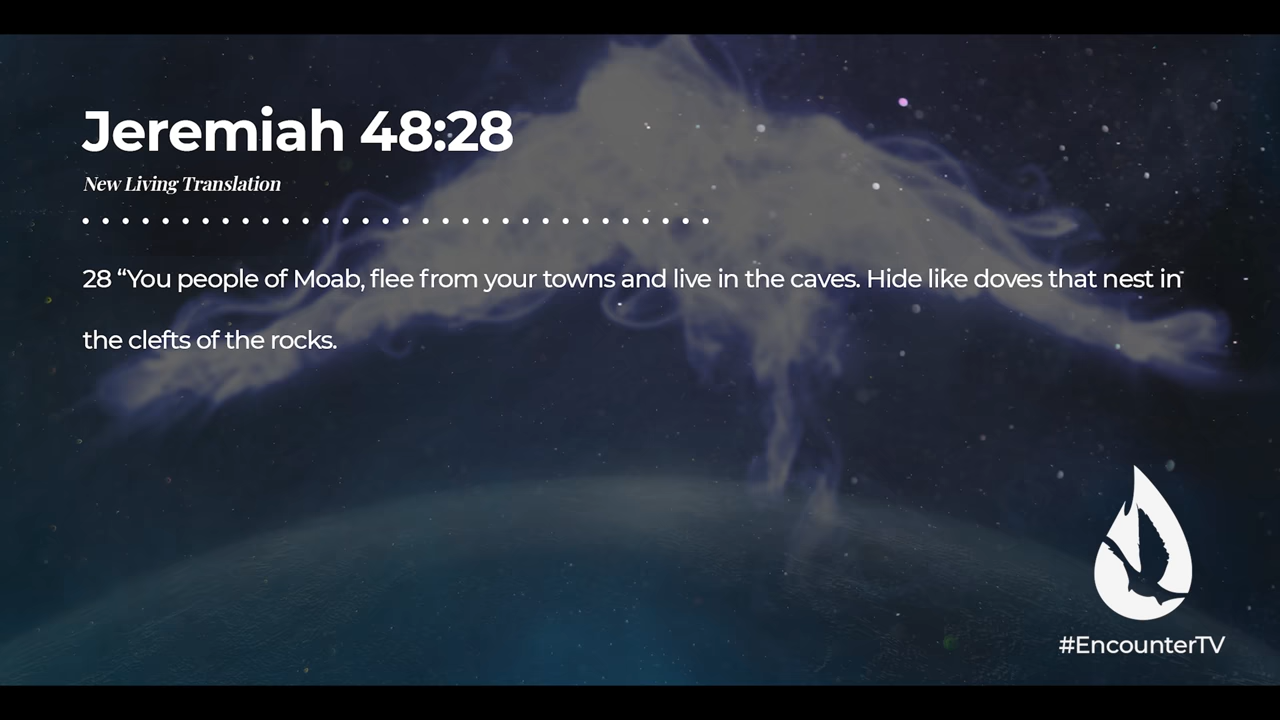 Jeremiah 48:28
New Living Translation
28 “You people of Moab, flee from your towns and live in the caves. Hide like doves that nest in
the clefts of the rocks.
#EncounterTV